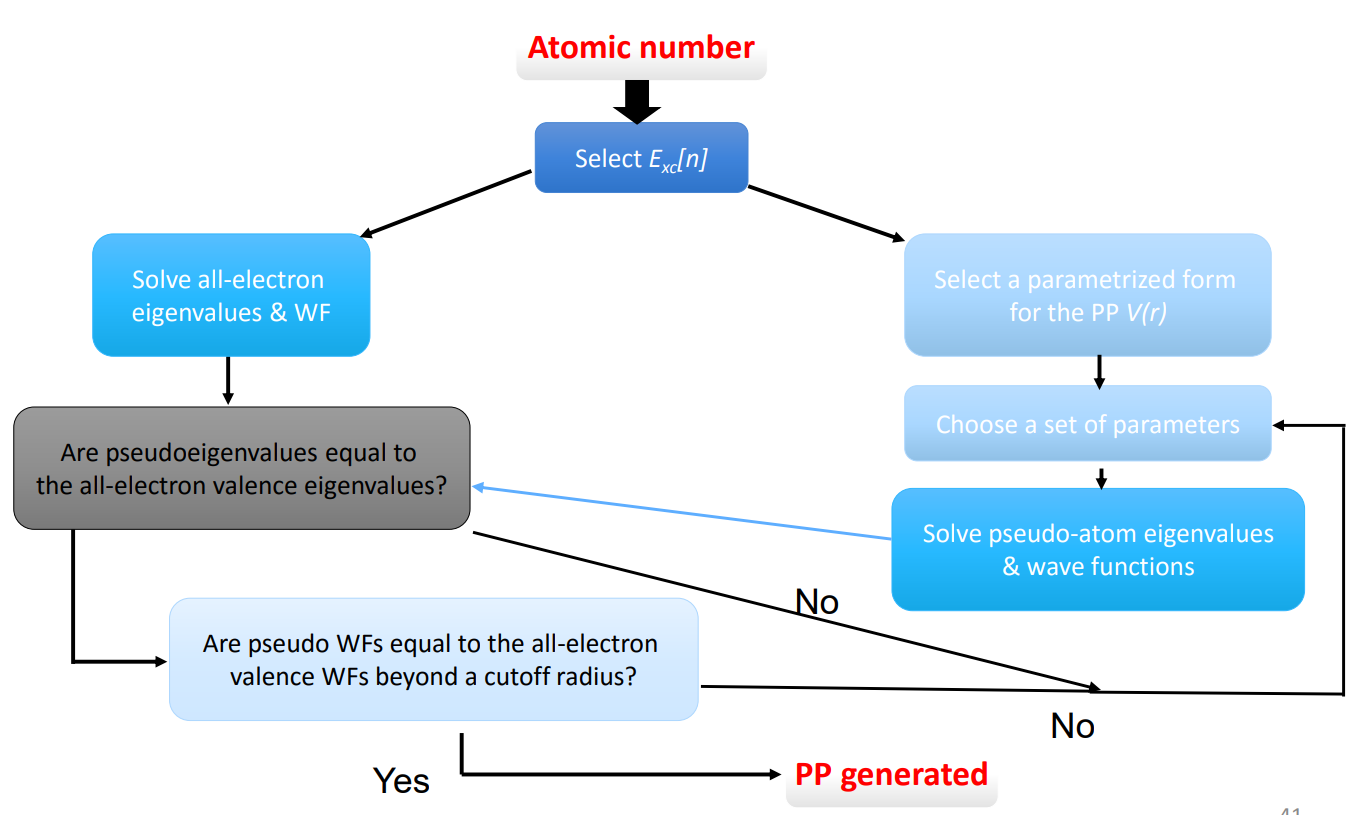 Atomic number
Select Exc[n]
Solve all-electron
eigenvalues & WF
Select a parametrized form
for the PP V(r)
Choose a set of parameters
Are pseudoeigenvalues equal to
the all-electron valence eigenvalues?
Solve pseudo-atom eigenvalues
& wave functions
No
Are pseudo WFs equal to the all-electron
valence WFs beyond a cutoff radius?
No
Yes
PP generated
41